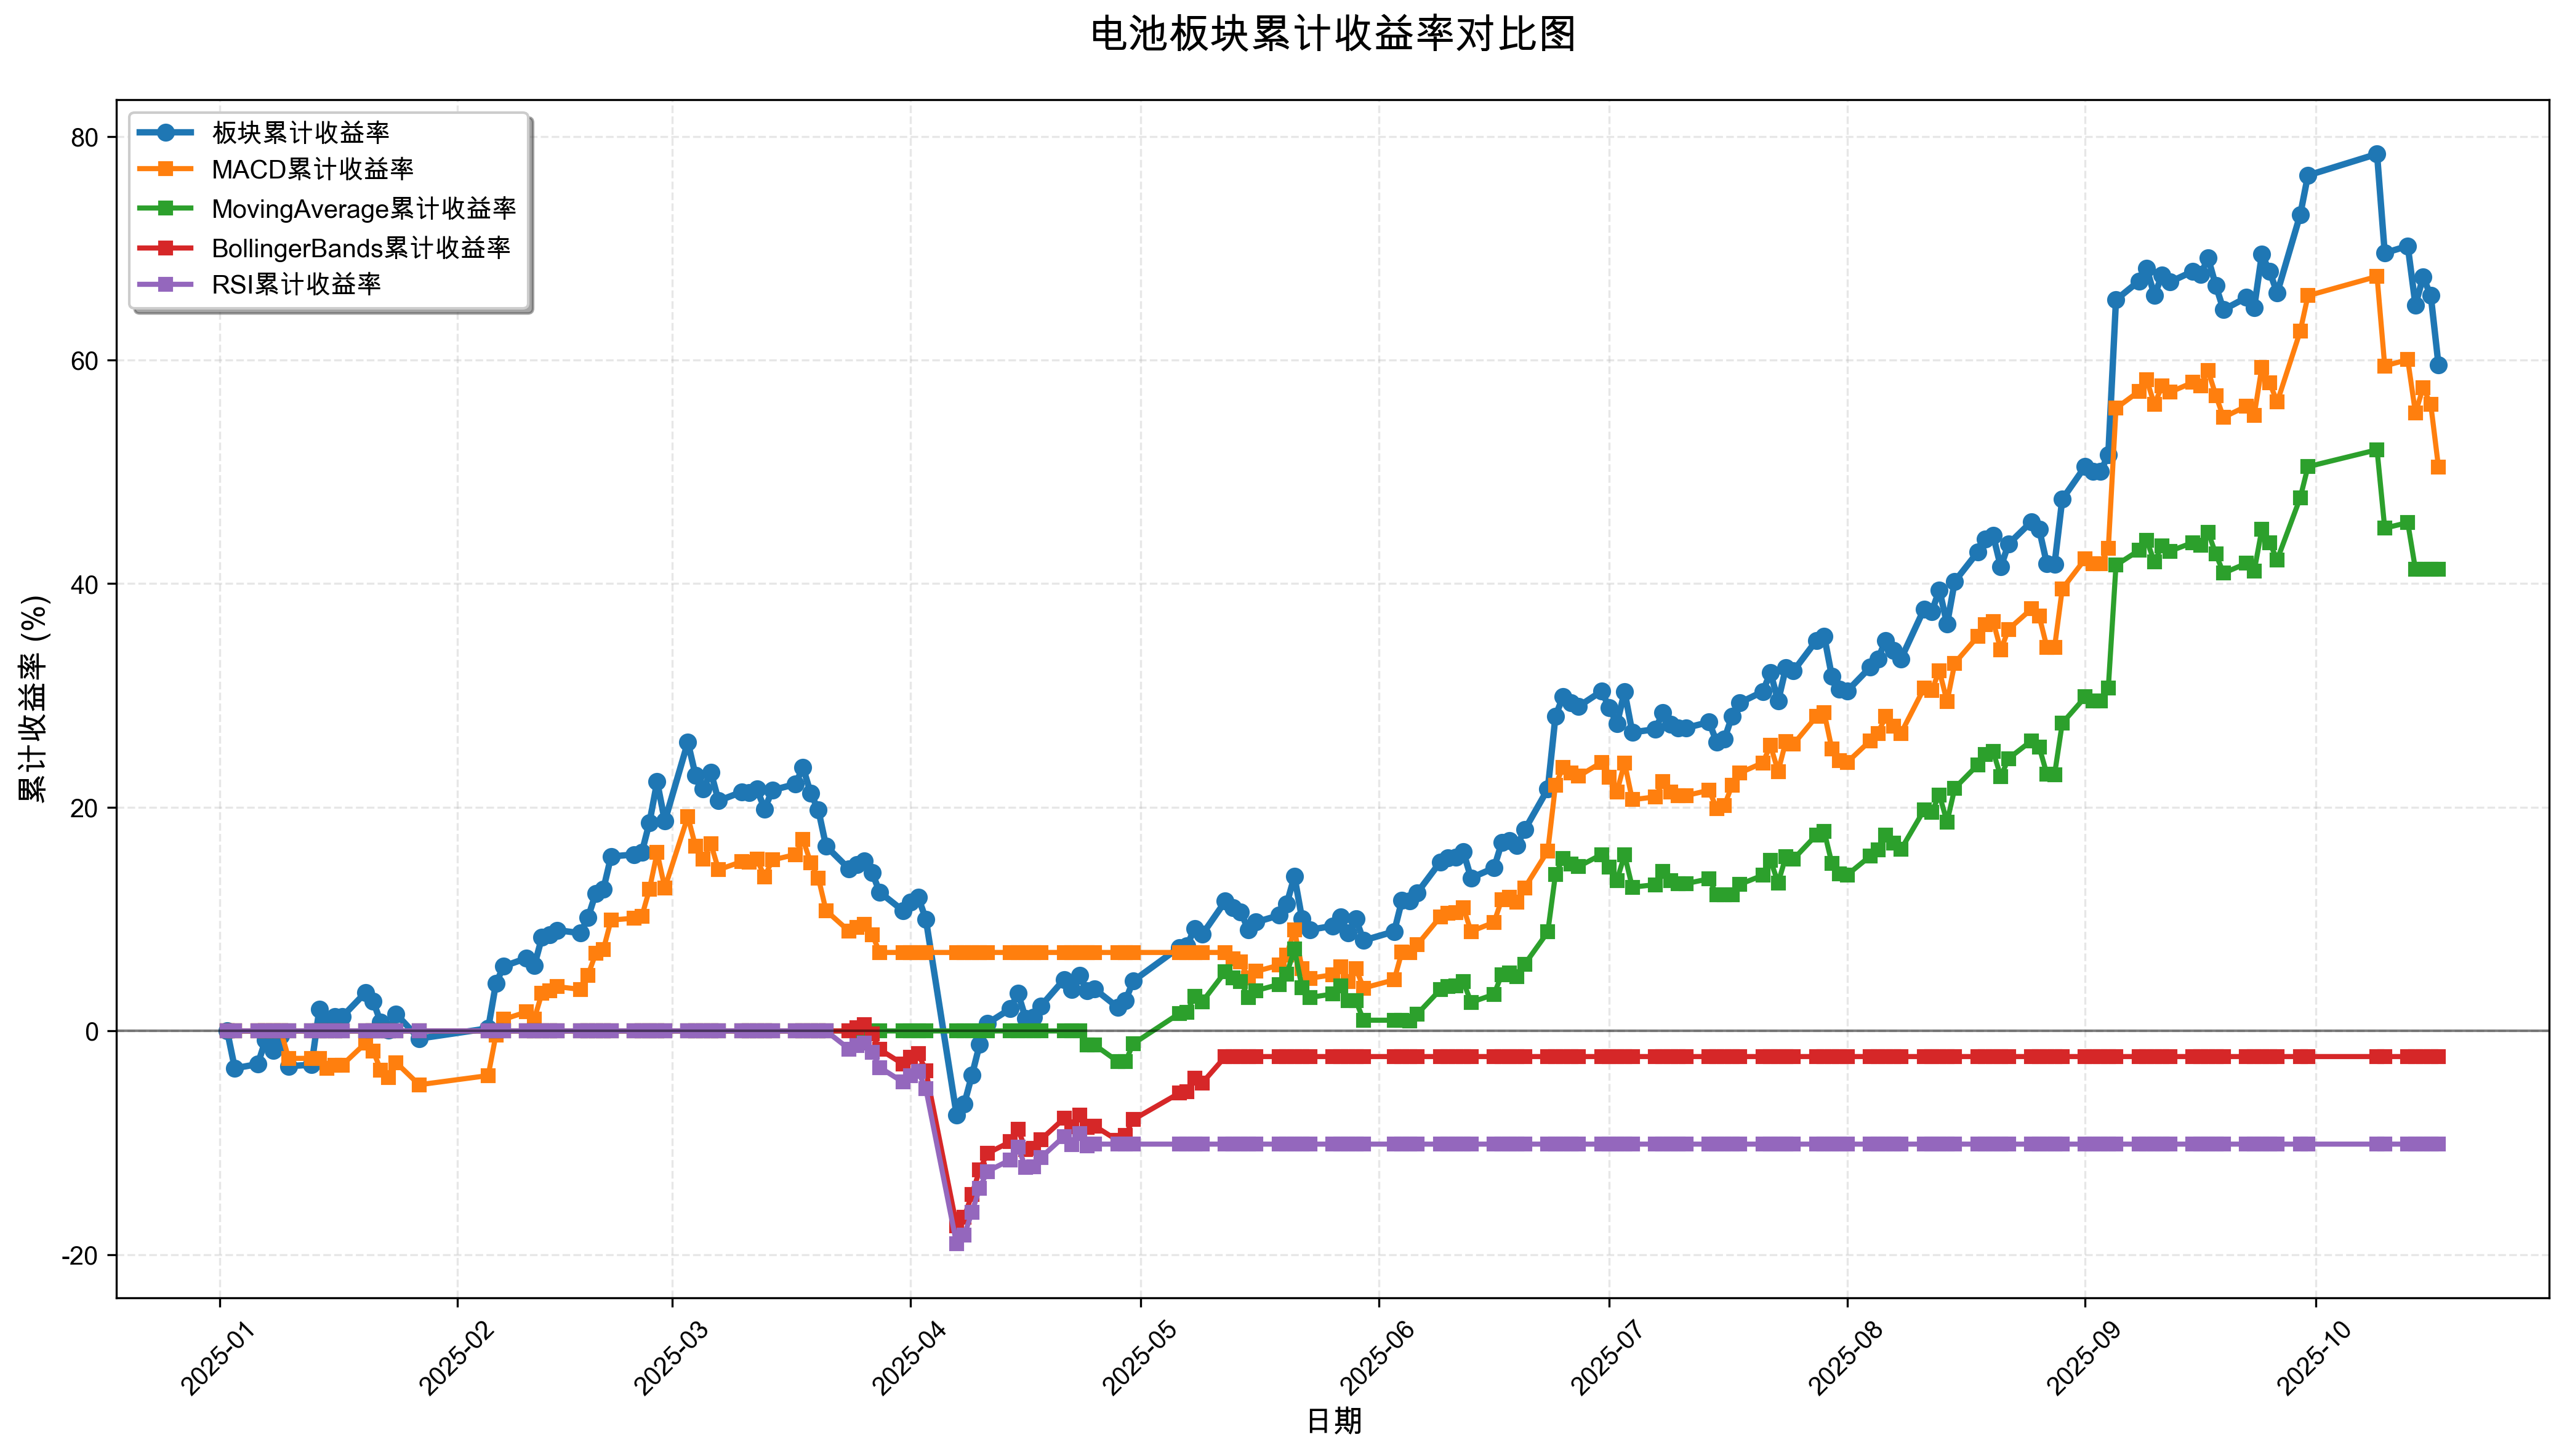 电池板块累计收益率对比图
板块累计收益率
MACD累计收益率
MovingAverage累计收益率
BollingerBands累计收益率
RSI累计收益率
累计收益率 (%)
80
60
40
20
0
-20
2025-01
2025-02
2025-03
2025-04
2025-05
2025-06
2025-07
2025-08
2025-09
2025-10
日期